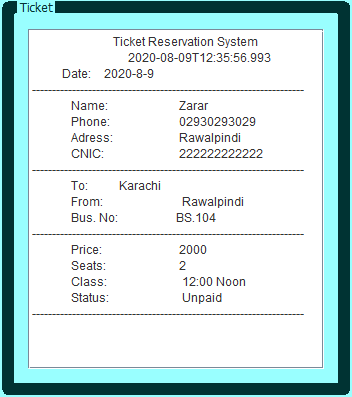 Ticket
Ticket Reservation System
2020-08-09T12:35:56.993
Date: 2020-8-9
Name: Zarar
Phone: 02930293029
Adress: Rawalpindi
CNIC: 222222222222
To: Karachi
From: Rawalpindi
Bus. No: BS.104
Price: 2000
Seats: 2
Class: 12:00 Noon
Status: Unpaid